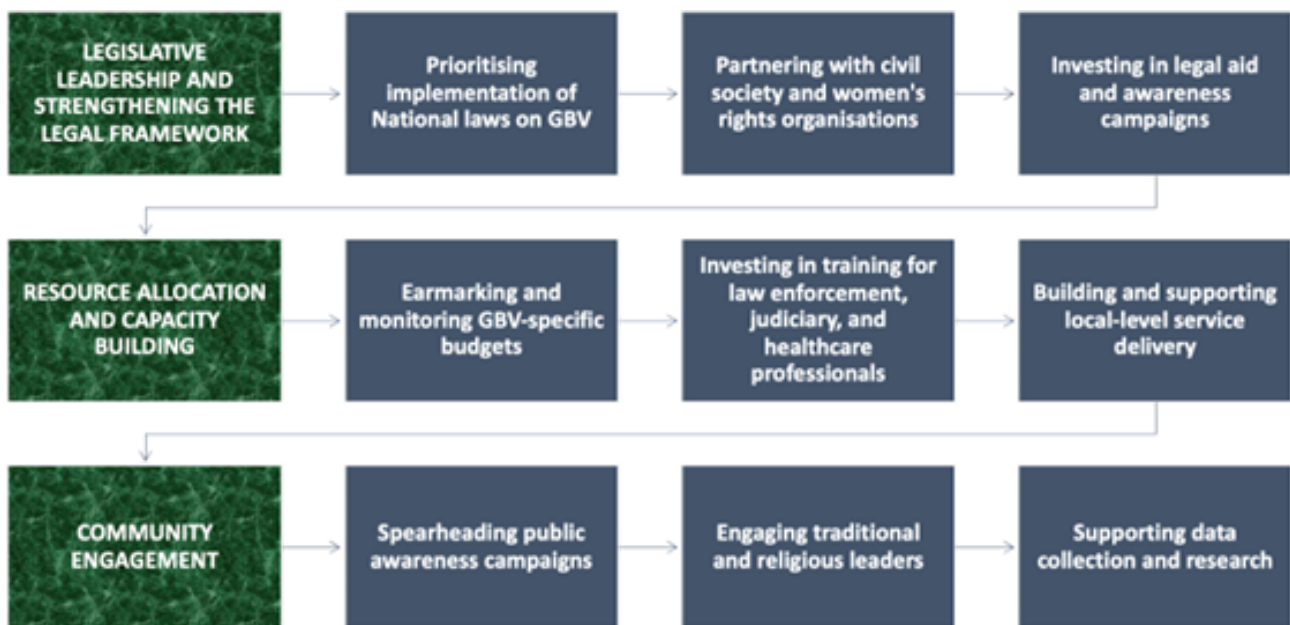 LEGISLATIVE
LEADERSHIP AND
STRENGTHENING THE
LEGAL FRAMEWORK
Prioritising
implementation of
National laws on GBV
Partnering with civil
society and women's
rights organisations
Investing in legal aid
and awareness
campaigns
RESOURCE ALLOCATION
AND CAPACITY
BUILDING
Earmarking and
monitoring GBV-specific
budgets
Investing in training for
law enforcement,
judiciary, and
healthcare
professionals
Building and supporting
local-level service
delivery
COMMUNITY
ENGAGEMENT
Spearheading public
awareness campaigns
Engaging traditional
and religious leaders
Supporting data
collection and research